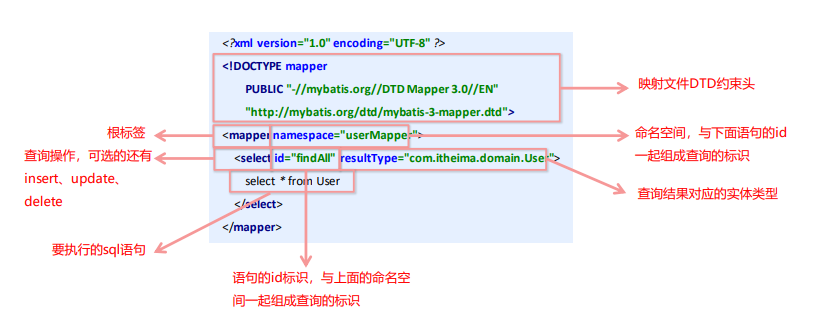 <?xml version="1.0" encoding="UTF-8" ?>
<!DOCTYPE mapper
PUBLIC "-//mybatis.org//DTD Mapper 3.0//EN"
"http://mybatis.org/dtd/mybatis-3-mapper.dtd">
<mapper namespace="userMapper">
<select id="findAll" resultType="com.itheima.domain.User">
select * from User
</select>
</mapper>
映射文件DTD约束头
根标签
命名空间，与下面语句的id
一起组成查询的标识
查询操作，可选的还有
insert、update、
delete
查询结果对应的实体类型
要执行的sql语句
语句的id标识，与上面的命名空
间一起组成查询的标识